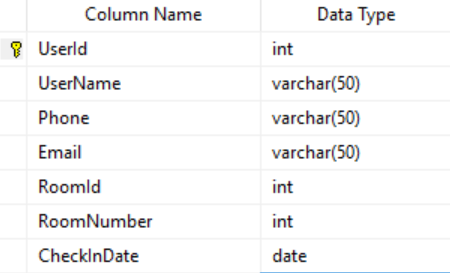 Column Name Data Type
UserId int
UserName varchar(50)
Phone varchar(50)
Email varchar(50)
RoomId int
RoomNumber int
CheckInDate date